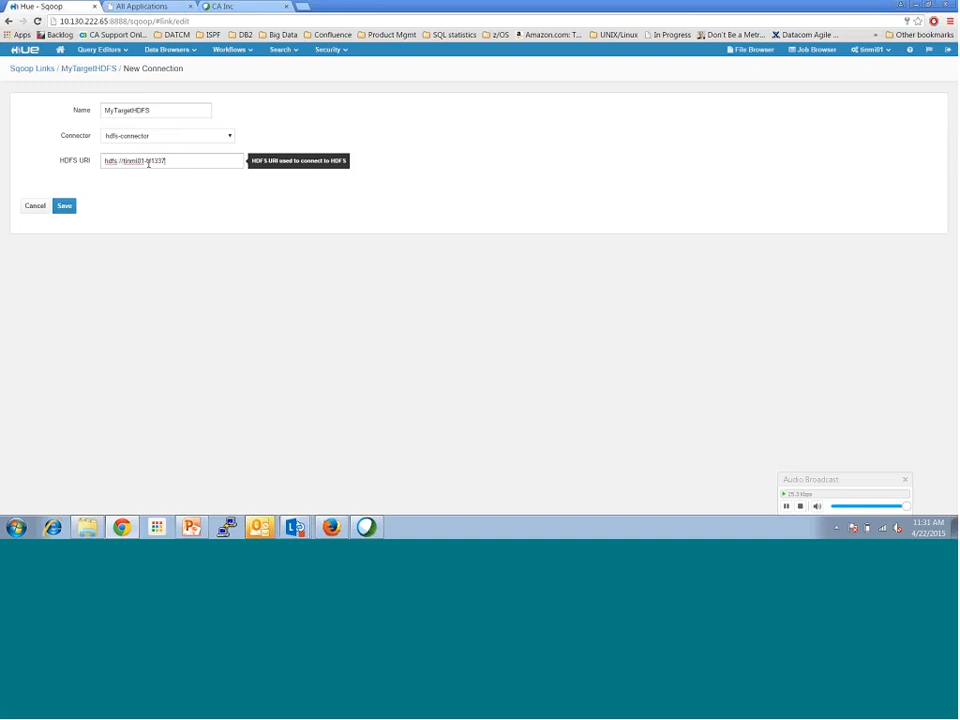 Hue - Sqoop × All Applications × CA Inc ×
10.130.222.65:8888/sqoop/#link/edit
Apps Backlog CA Support Onl... DATCM ISPF DB2 Big Data Confluence Product Mgmt SQL statistics z/OS Amazon.com: T... UNIX/Linux In Progress Don't Be a Metr... Datacom Agile ... » Other bookmarks
HUE Query Editors Data Browsers Workflows Search Security File Browser Job Browser tinmi01
Sqoop Links / MyTargetHDFS / New Connection
Name MyTargetHDFS
Connector hdfs-connector
HDFS URI HDFS URI used to connect to HDFS
Cancel Save
Audio Broadcast ×
11:31 AM
4/22/2015